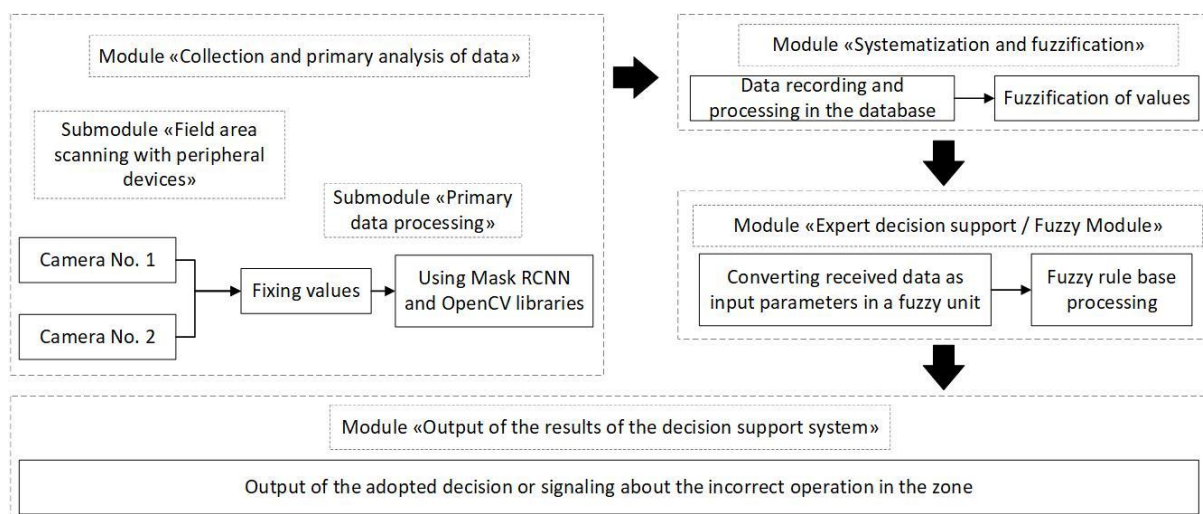 Module «Collection and primary analysis of data»
Submodule «Field area
scanning with peripheral
devices»
Submodule «Primary
data processing»
Camera No. 1
Camera No. 2
Fixing values
Using Mask RCNN
and OpenCV libraries
Module «Systematization and fuzzification»
Data recording and
processing in the database
Fuzzification of values
Module «Expert decision support / Fuzzy Module»
Converting received data as
input parameters in a fuzzy unit
Fuzzy rule base
processing
Module «Output of the results of the decision support system»
Output of the adopted decision or signaling about the incorrect operation in the zone